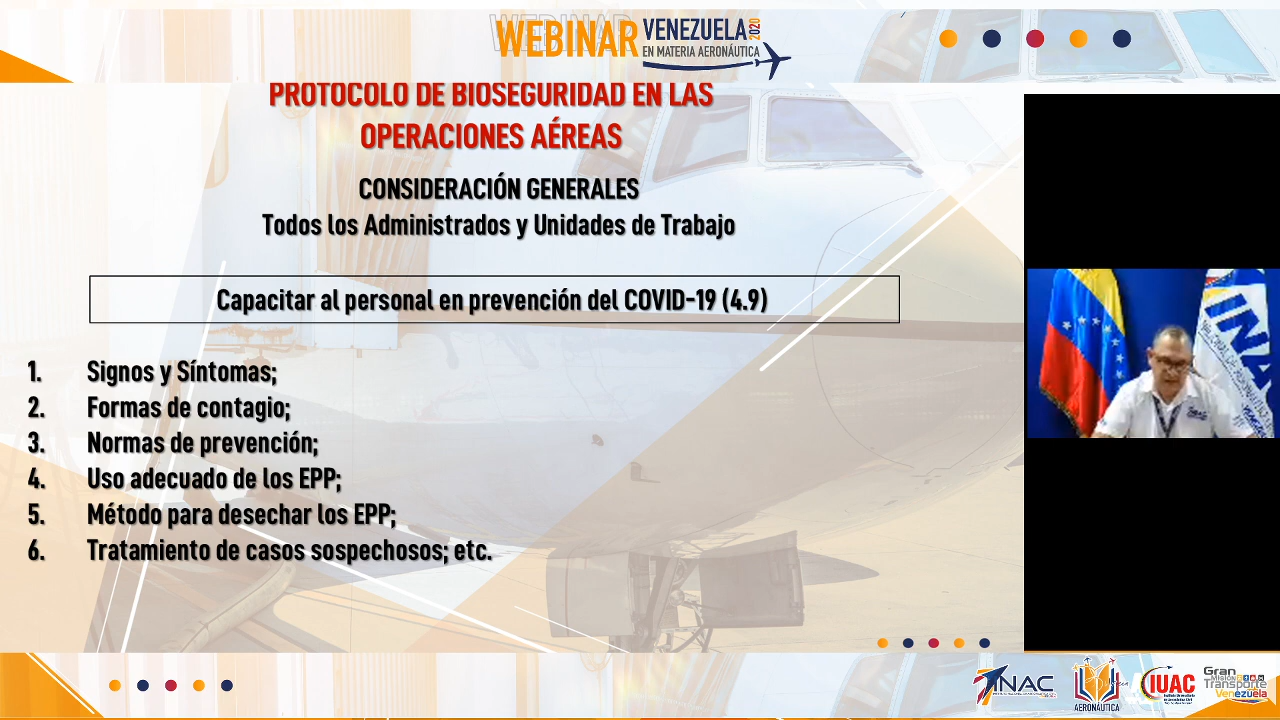 WEBINAR VENEZUELA 2020
EN MATERIA AERONÁUTICA
PROTOCOLO DE BIOSEGURIDAD EN LAS
OPERACIONES AÉREAS
CONSIDERACIÓN GENERALES
Todos los Administrados y Unidades de Trabajo
Capacitar al personal en prevención del COVID-19 (4.9)
1. Signos y Síntomas;
2. Formas de contagio;
3. Normas de prevención;
4. Uso adecuado de los EPP;
5. Método para desechar los EPP;
6. Tratamiento de casos sospechosos; etc.
INAC
INAC
AERONÁUTICA
IUAC
Gran
Misión
Transporte
Venezuela